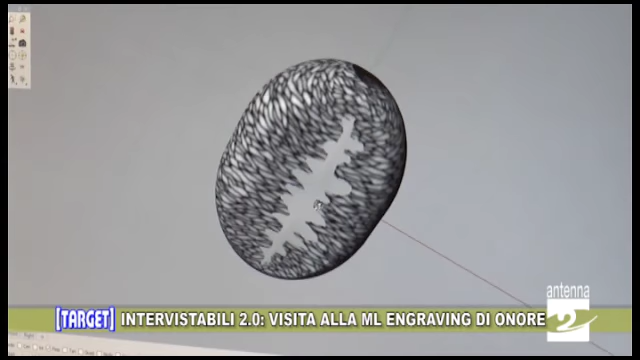 [TARGET] INTERVISTABILI 2.0: VISITA ALLA ML ENGRAVING DI ONORE
antenna
2